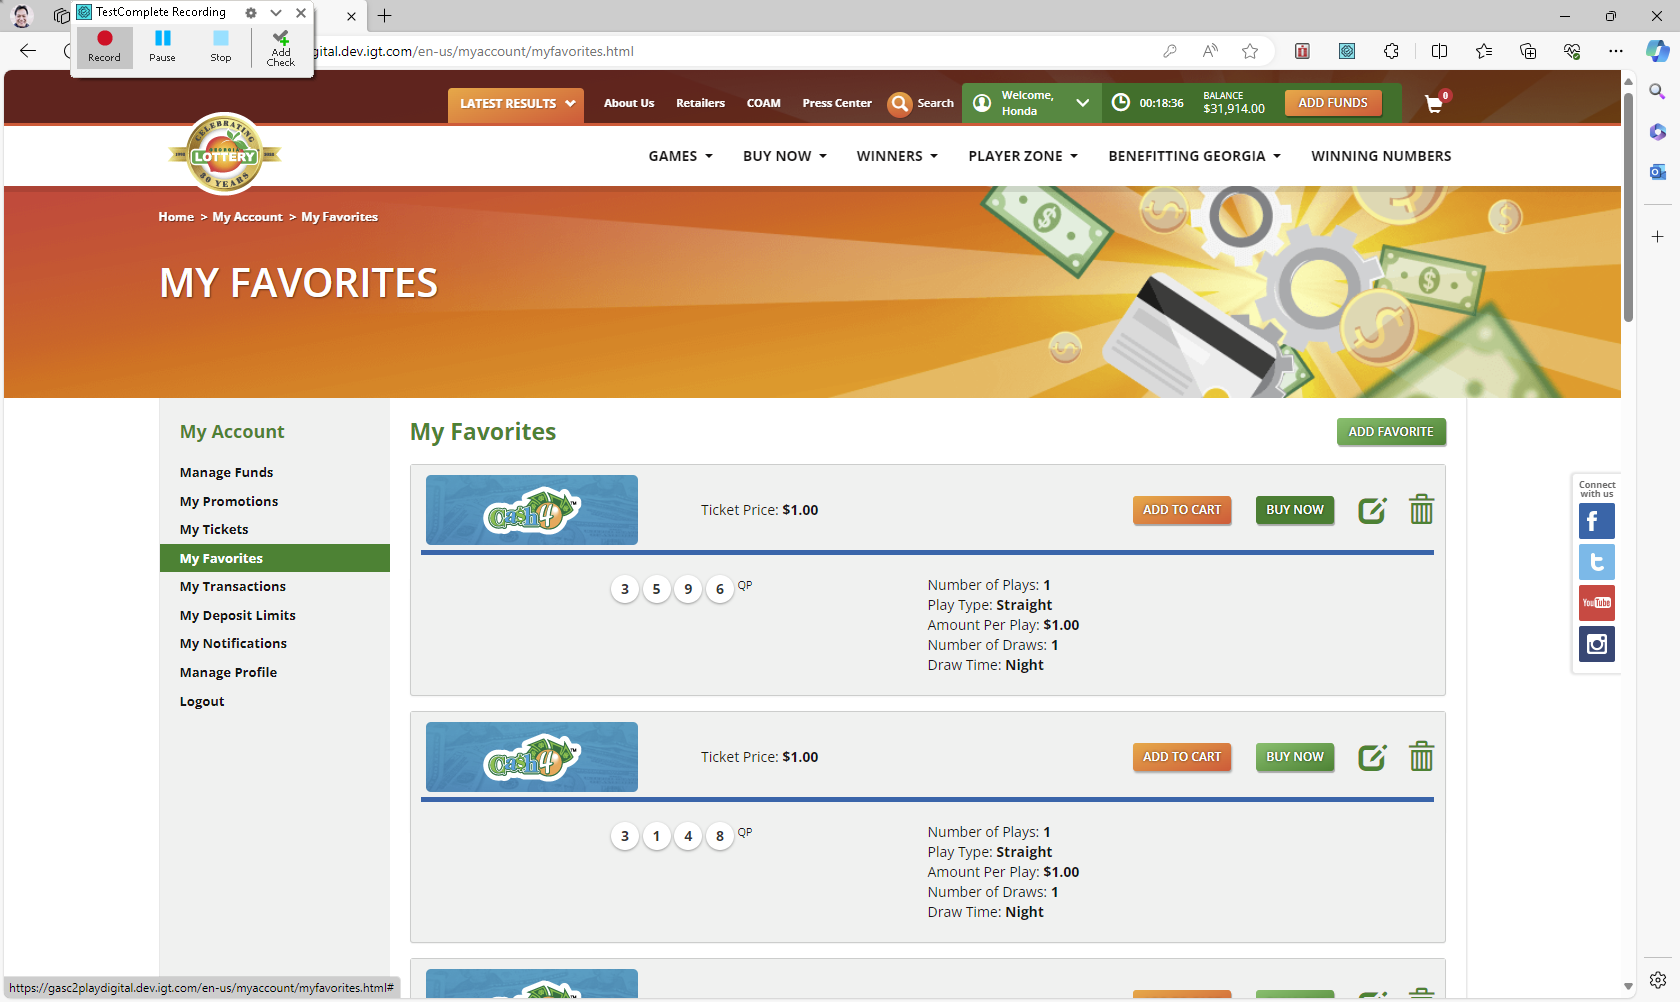 TestComplete Recording
Record
Pause
Stop
Add
Check
gital.dev.igt.com/en-us/myaccount/myfavorites.html
LATEST RESULTS
About Us
Retailers
COAM
Press Center
Search
Welcome,
Honda
00:18:36
BALANCE
$31,914.00
ADD FUNDS
0
CELEBRATING
GEORGIA
LOTTERY
30 YEARS
GAMES
BUY NOW
WINNERS
PLAYER ZONE
BENEFITTING GEORGIA
WINNING NUMBERS
Home > My Account > My Favorites
MY FAVORITES
My Account
Manage Funds
My Promotions
My Tickets
My Favorites
My Transactions
My Deposit Limits
My Notifications
Manage Profile
Logout
My Favorites
ADD FAVORITE
Cash4
Ticket Price: $1.00
ADD TO CART
BUY NOW
3 5 9 6 QP
Number of Plays: 1
Play Type: Straight
Amount Per Play: $1.00
Number of Draws: 1
Draw Time: Night
Cash4
Ticket Price: $1.00
ADD TO CART
BUY NOW
3 1 4 8 QP
Number of Plays: 1
Play Type: Straight
Amount Per Play: $1.00
Number of Draws: 1
Draw Time: Night
Connect
with us
YouTube
https://gasc2playdigital.dev.igt.com/en-us/myaccount/myfavorites.html#